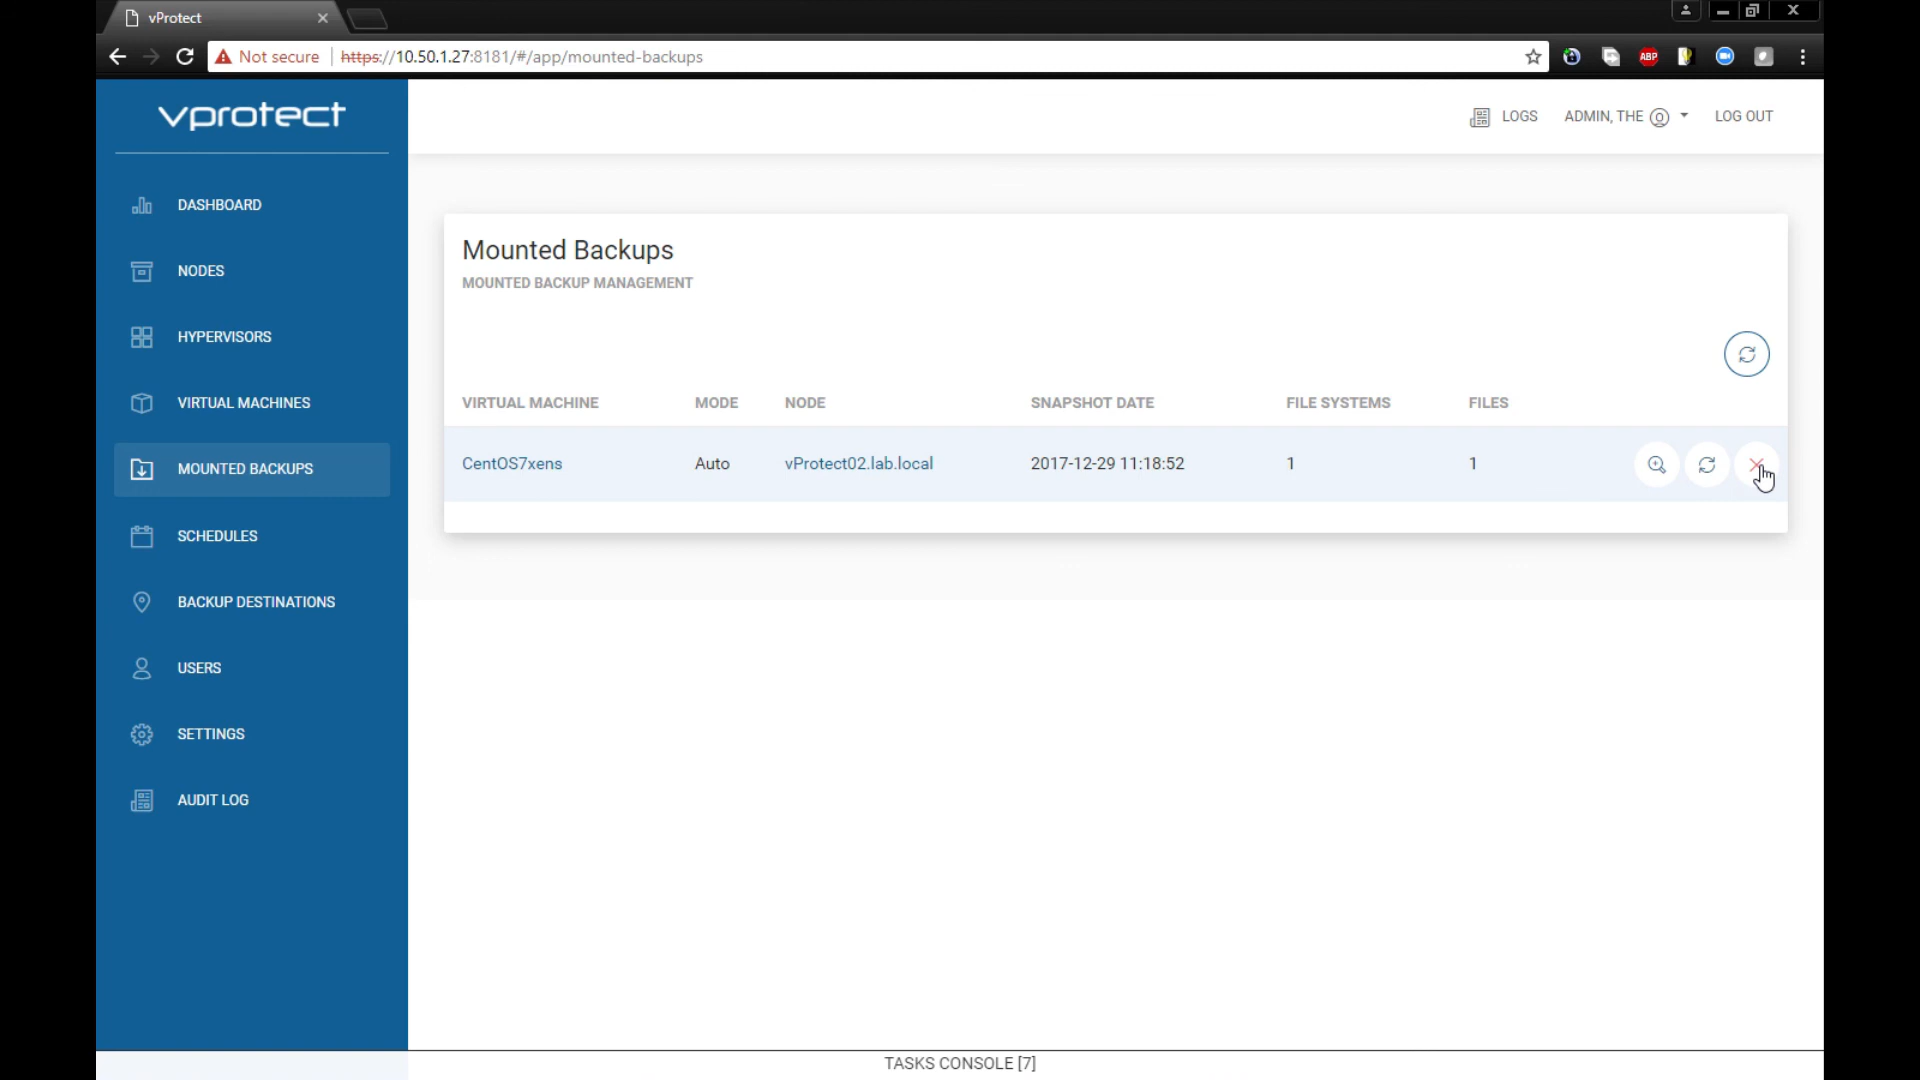 vProtect
Not secure https://10.50.1.27:8181/#/app/mounted-backups
ABP
vprotect
LOGS ADMIN, THE LOG OUT
DASHBOARD
NODES
HYPERVISORS
VIRTUAL MACHINES
MOUNTED BACKUPS
SCHEDULES
BACKUP DESTINATIONS
USERS
SETTINGS
AUDIT LOG
Mounted Backups
MOUNTED BACKUP MANAGEMENT
VIRTUAL MACHINE MODE NODE SNAPSHOT DATE FILE SYSTEMS FILES
CentOS7xens Auto vProtect02.lab.local 2017-12-29 11:18:52 1 1
TASKS CONSOLE [7]